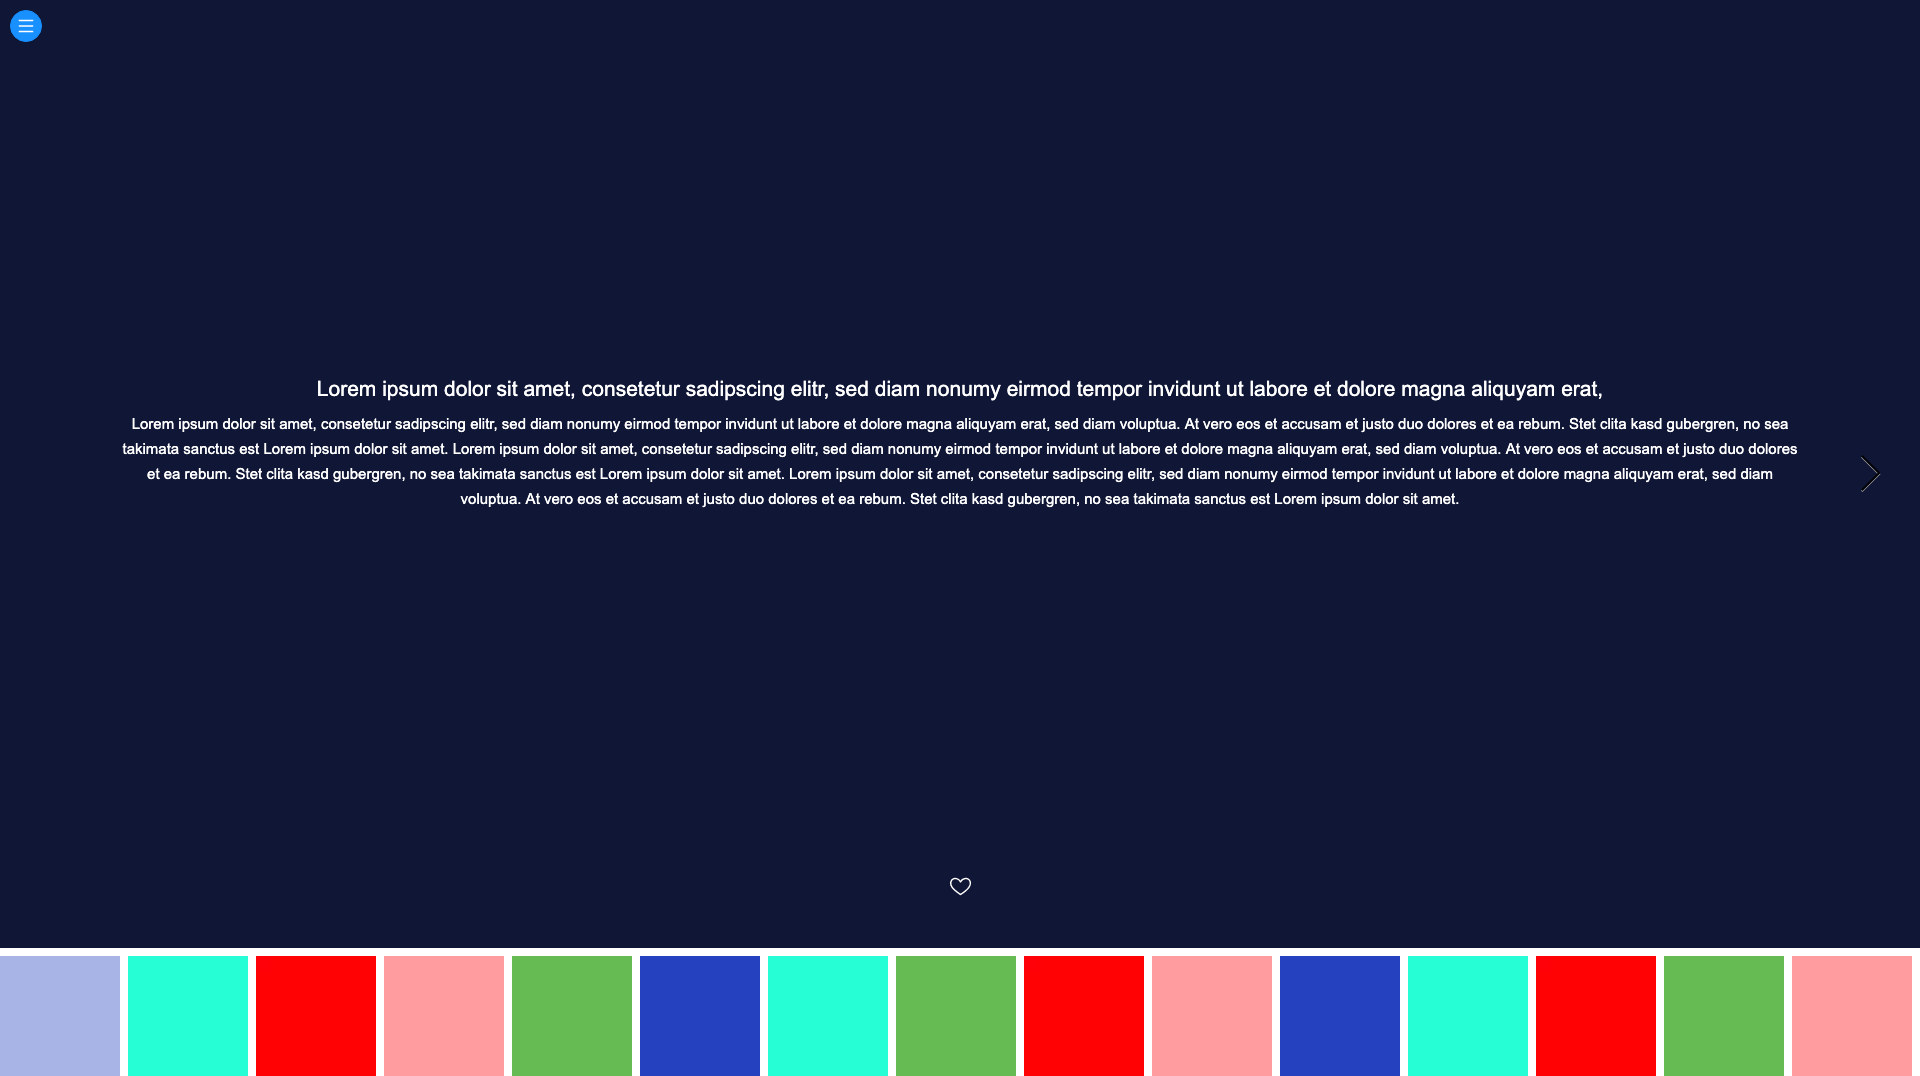 Lorem ipsum dolor sit amet, consetetur sadipscing elitr, sed diam nonumy eirmod tempor invidunt ut labore et dolore magna aliquyam erat,
Lorem ipsum dolor sit amet, consetetur sadipscing elitr, sed diam nonumy eirmod tempor invidunt ut labore et dolore magna aliquyam erat, sed diam voluptua. At vero eos et accusam et justo duo dolores et ea rebum. Stet clita kasd gubergren, no sea
takimata sanctus est Lorem ipsum dolor sit amet. Lorem ipsum dolor sit amet, consetetur sadipscing elitr, sed diam nonumy eirmod tempor invidunt ut labore et dolore magna aliquyam erat, sed diam voluptua. At vero eos et accusam et justo duo dolores
et ea rebum. Stet clita kasd gubergren, no sea takimata sanctus est Lorem ipsum dolor sit amet. Lorem ipsum dolor sit amet, consetetur sadipscing elitr, sed diam nonumy eirmod tempor invidunt ut labore et dolore magna aliquyam erat, sed diam
voluptua. At vero eos et accusam et justo duo dolores et ea rebum. Stet clita kasd gubergren, no sea takimata sanctus est Lorem ipsum dolor sit amet.